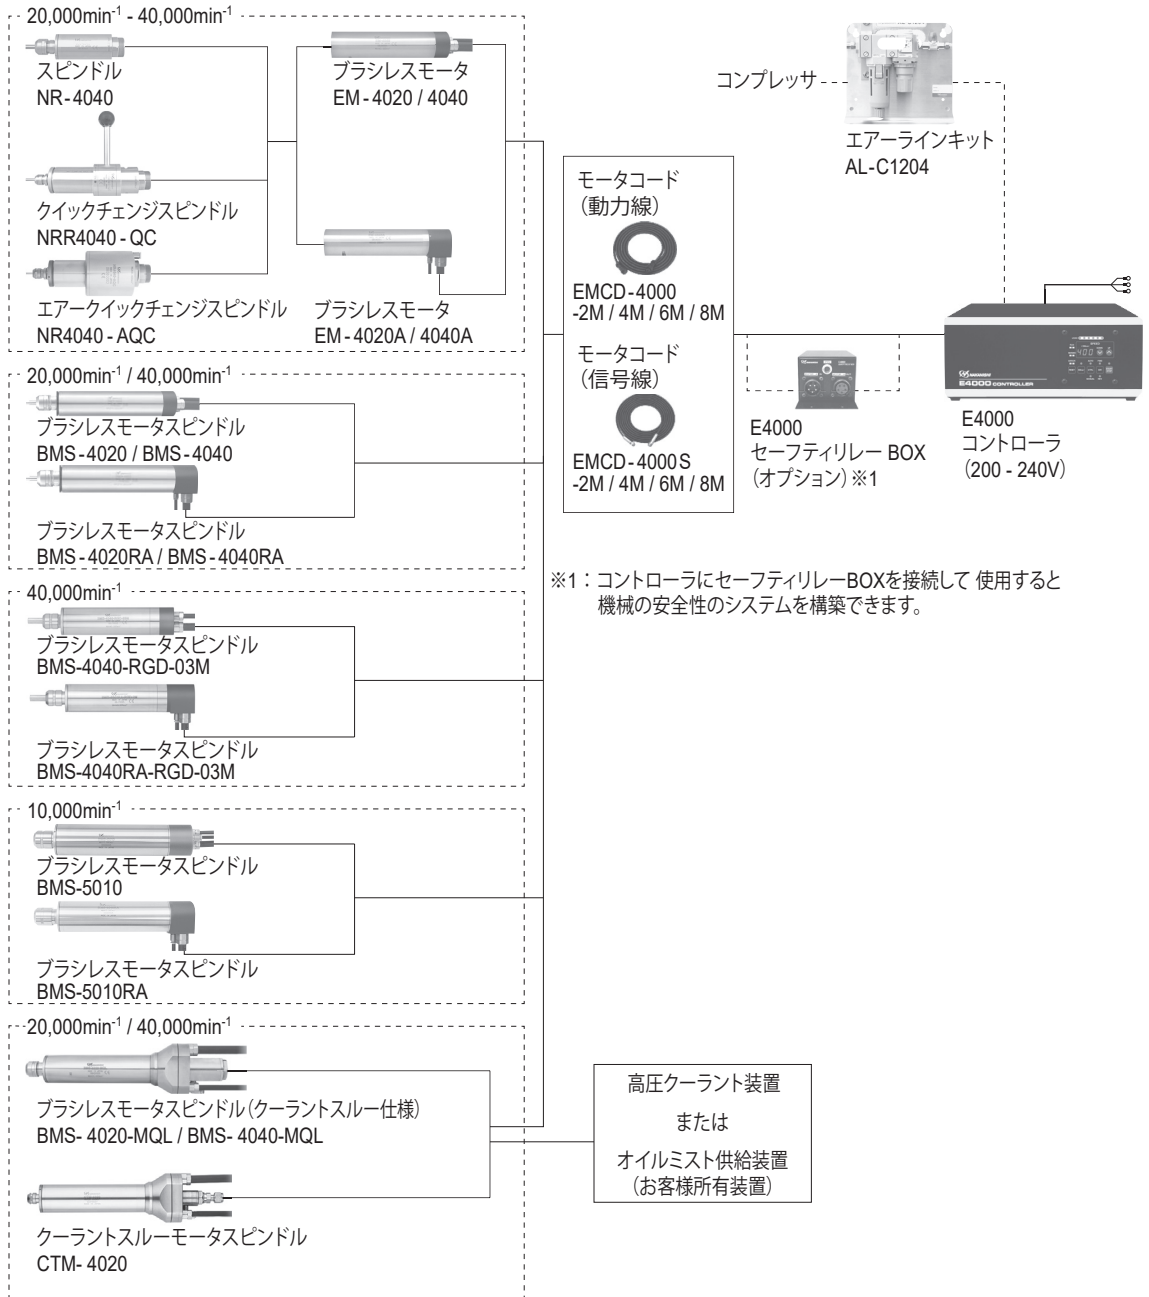 20,000min-1 - 40,000min-1
スピンドル
NR-4040
クイックチェンジスピンドル
NRR4040-QC
エアークイックチェンジスピンドル
NR4040-AQC
ブラシレスモータ
EM-4020 / 4040
ブラシレスモータ
EM-4020A / 4040A
20,000min-1 / 40,000min-1
ブラシレスモータスピンドル
BMS-4020 / BMS-4040
ブラシレスモータスピンドル
BMS-4020RA / BMS-4040RA
40,000min-1
ブラシレスモータスピンドル
BMS-4040-RGD-03M
ブラシレスモータスピンドル
BMS-4040RA-RGD-03M
10,000min-1
ブラシレスモータスピンドル
BMS-5010
ブラシレスモータスピンドル
BMS-5010RA
20,000min-1 / 40,000min-1
ブラシレスモータスピンドル(クーラントスルー仕様)
BMS-4020-MQL / BMS-4040-MQL
クーラントスルーモータスピンドル
CTM-4020
モータコード
(動力線)
EMCD-4000
-2M / 4M / 6M / 8M
モータコード
(信号線)
EMCD-4000S
-2M / 4M / 6M / 8M
コンプレッサ
エアーラインキット
AL-C1204
E4000
セーフティリレー BOX
(オプション)※1
NAKANISHI
E4000 CONTROLLER
E4000
コントローラ
(200 - 240V)
※1:コントローラにセーフティリレーBOXを接続して 使用すると
機械の安全性のシステムを構築できます。
高圧クーラント装置
または
オイルミスト供給装置
(お客様所有装置)